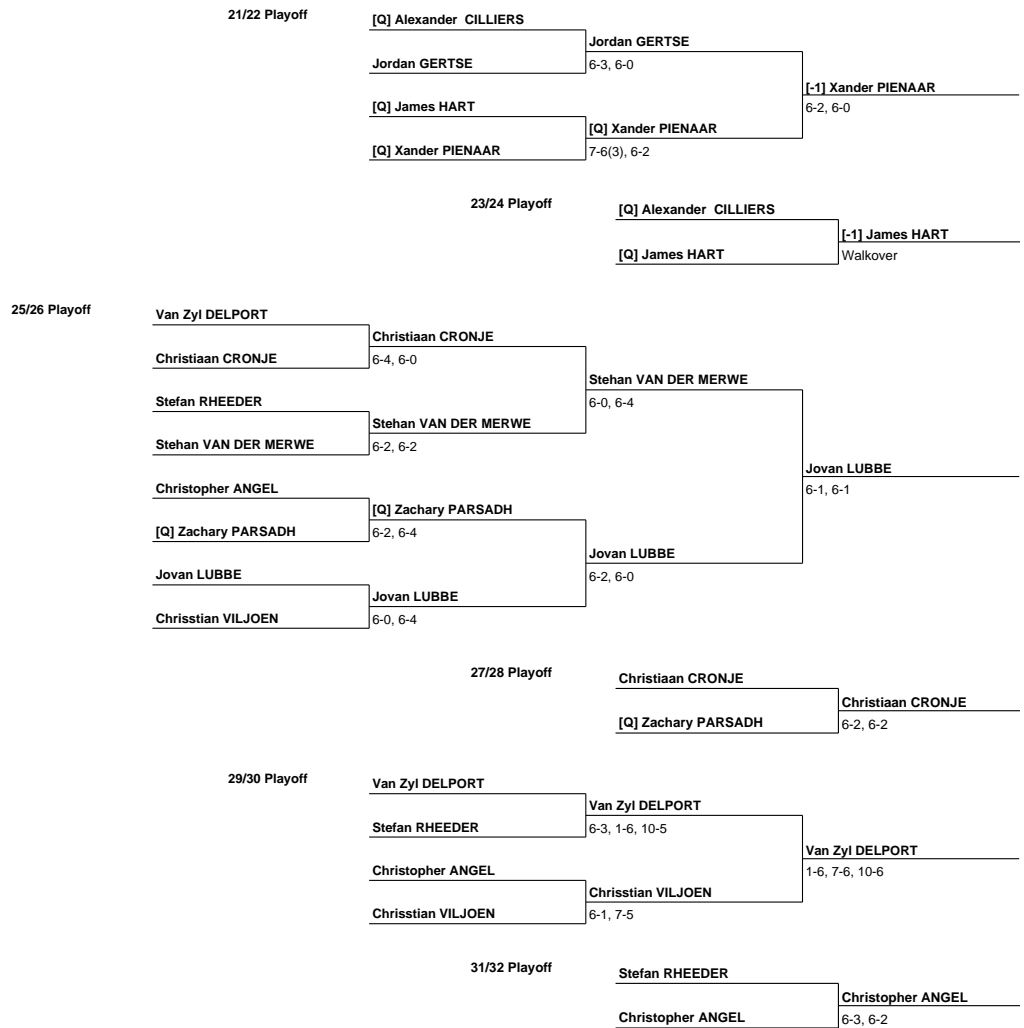 21/22 Playoff
[Q] Alexander  CILLIERS
Jordan GERTSE
Jordan GERTSE
6-3, 6-0
[-1] Xander PIENAAR
6-2, 6-0
[Q] James HART
[Q] Xander PIENAAR
[Q] Xander PIENAAR
7-6(3), 6-2
23/24 Playoff
[Q] Alexander  CILLIERS
[-1] James HART
[Q] James HART
Walkover
25/26 Playoff
Van Zyl DELPORT
Christiaan CRONJE
Christiaan CRONJE
6-4, 6-0
Stehan VAN DER MERWE
6-0, 6-4
Stefan RHEEDER
Stehan VAN DER MERWE
Stehan VAN DER MERWE
6-2, 6-2
Jovan LUBBE
6-1, 6-1
Christopher ANGEL
[Q] Zachary PARSADH
[Q] Zachary PARSADH
6-2, 6-4
Jovan LUBBE
6-2, 6-0
Jovan LUBBE
Jovan LUBBE
Chrisstian VILJOEN
6-0, 6-4
27/28 Playoff
Christiaan CRONJE
Christiaan CRONJE
[Q] Zachary PARSADH
6-2, 6-2
29/30 Playoff
Van Zyl DELPORT
Van Zyl DELPORT
Stefan RHEEDER
6-3, 1-6, 10-5
Van Zyl DELPORT
1-6, 7-6, 10-6
Christopher ANGEL
Chrisstian VILJOEN
Chrisstian VILJOEN
6-1, 7-5
31/32 Playoff
Stefan RHEEDER
Christopher ANGEL
Christopher ANGEL
6-3, 6-2